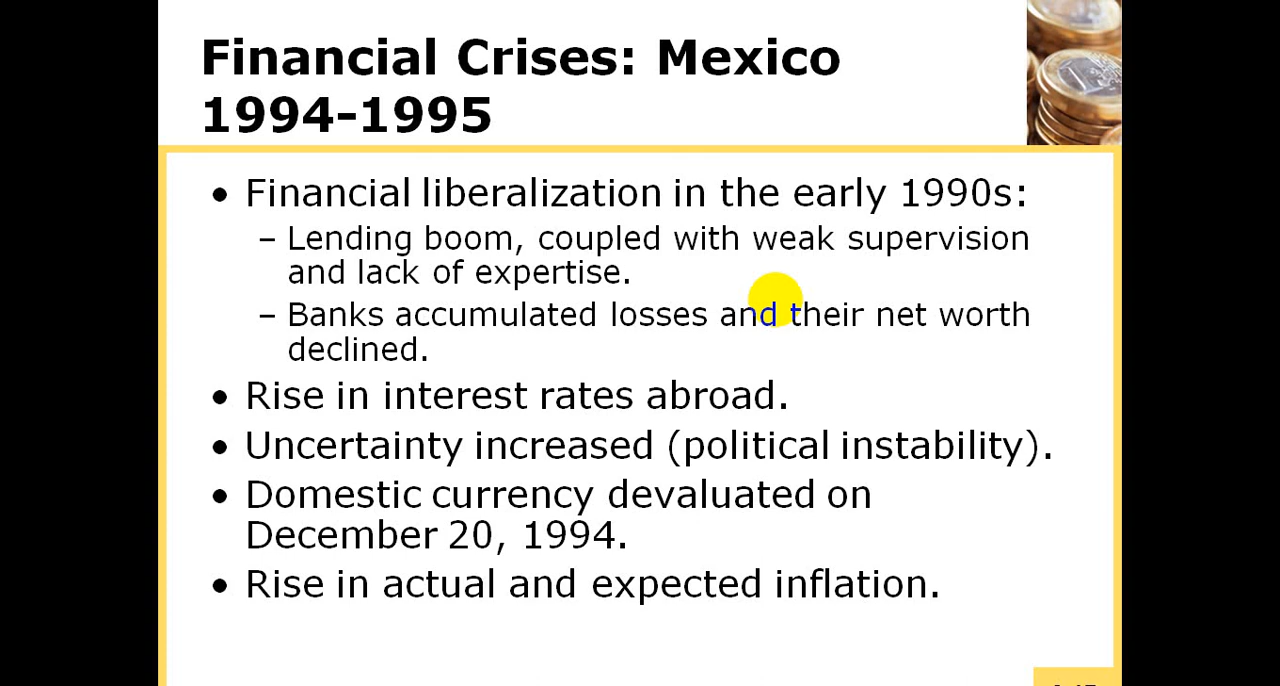 Financial Crises: Mexico
1994-1995
• Financial liberalization in the early 1990s:
– Lending boom, coupled with weak supervision
and lack of expertise.
– Banks accumulated losses and their net worth
declined.
• Rise in interest rates abroad.
• Uncertainty increased (political instability).
• Domestic currency devaluated on
December 20, 1994.
• Rise in actual and expected inflation.